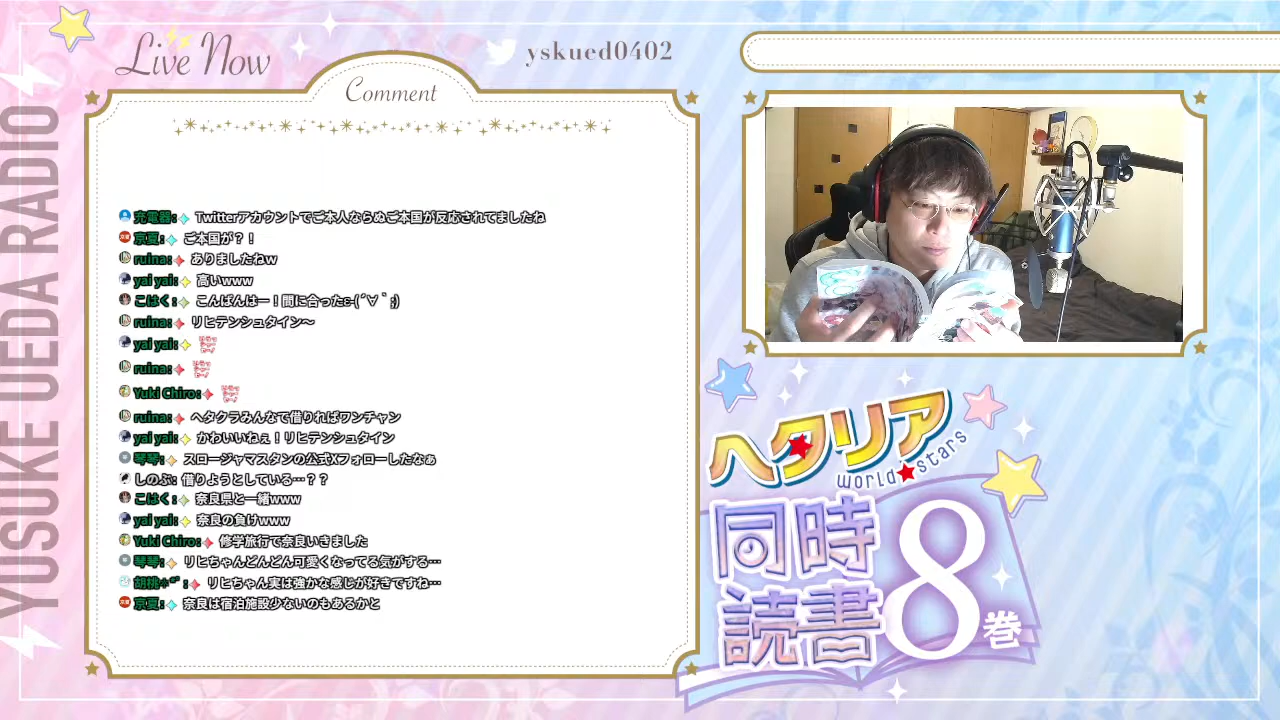 Live Now
yskued0402
Comment
YUSUKE UEDA RADIO
充電器: Twitterアカウントでご本人ならぬご本国が反応されてましたね
京夏: ご本国が？！
ruina: ありましたねw
yai yai: 高いwww
こはく: こんばんはー！間に合ったε-(´∀｀;)
ruina: リヒテンシュタイン〜
yai yai:
ruina:
Yuki Chiro:
ruina: ヘタクラみんなで借りればワンチャン
yai yai: かわいいねぇ！リヒテンシュタイン
琴琴: スロージャマスタンの公式Xフォローしたなぁ
しのぶ: 借りようとしている…？？
こはく: 奈良県と一緒www
yai yai: 奈良の負けwww
Yuki Chiro: 修学旅行で奈良いきました
琴琴: リヒちゃんどんどん可愛くなってる気がする…
胡桃❉*°: リヒちゃん実は強かな感じが好きですね…
京夏: 奈良は宿泊施設少ないのもあるかと
ヘタリア
world★stars
同時
読書
8巻